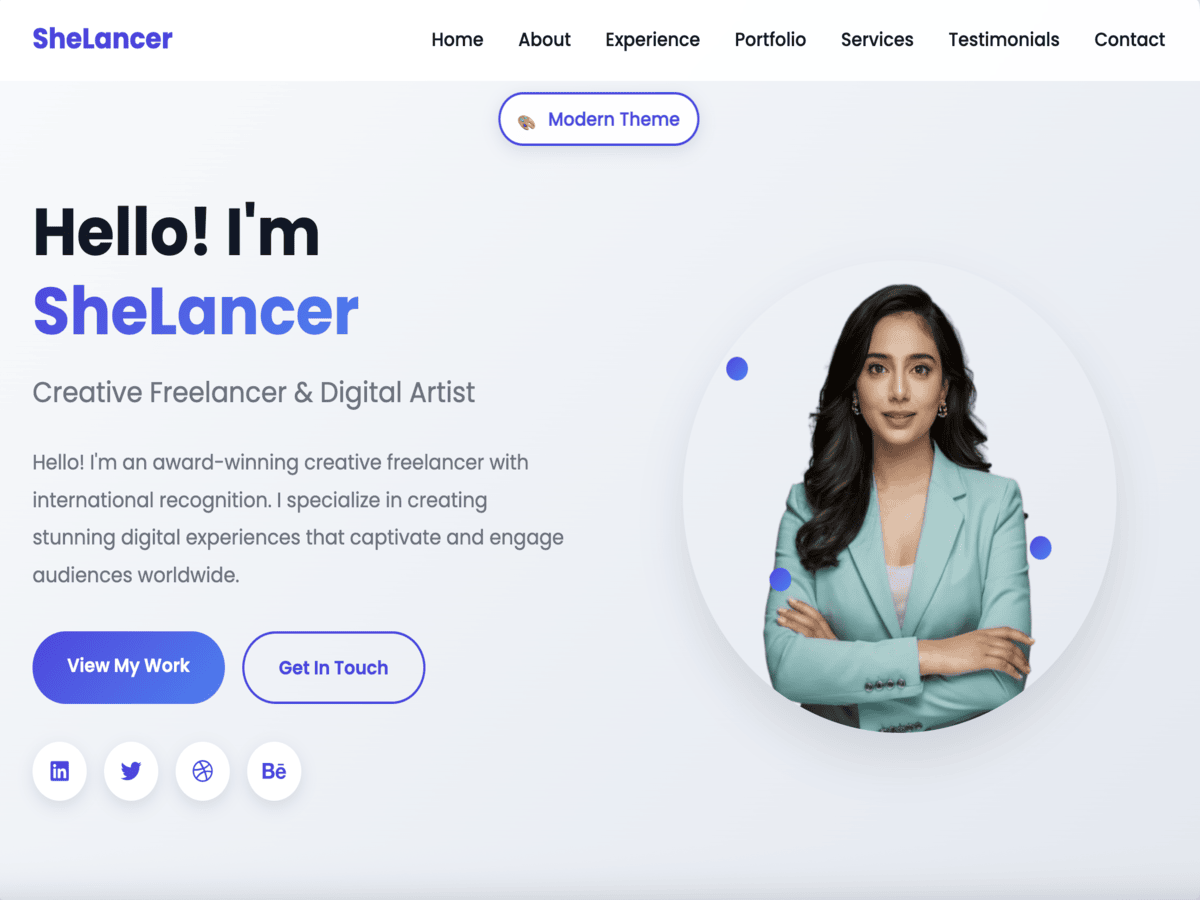 SheLancer
Home About Experience Portfolio Services Testimonials Contact
Modern Theme
Hello! I'm
SheLancer
Creative Freelancer & Digital Artist
Hello! I'm an award-winning creative freelancer with
international recognition. I specialize in creating
stunning digital experiences that captivate and engage
audiences worldwide.
View My Work
Get In Touch
in
Bē